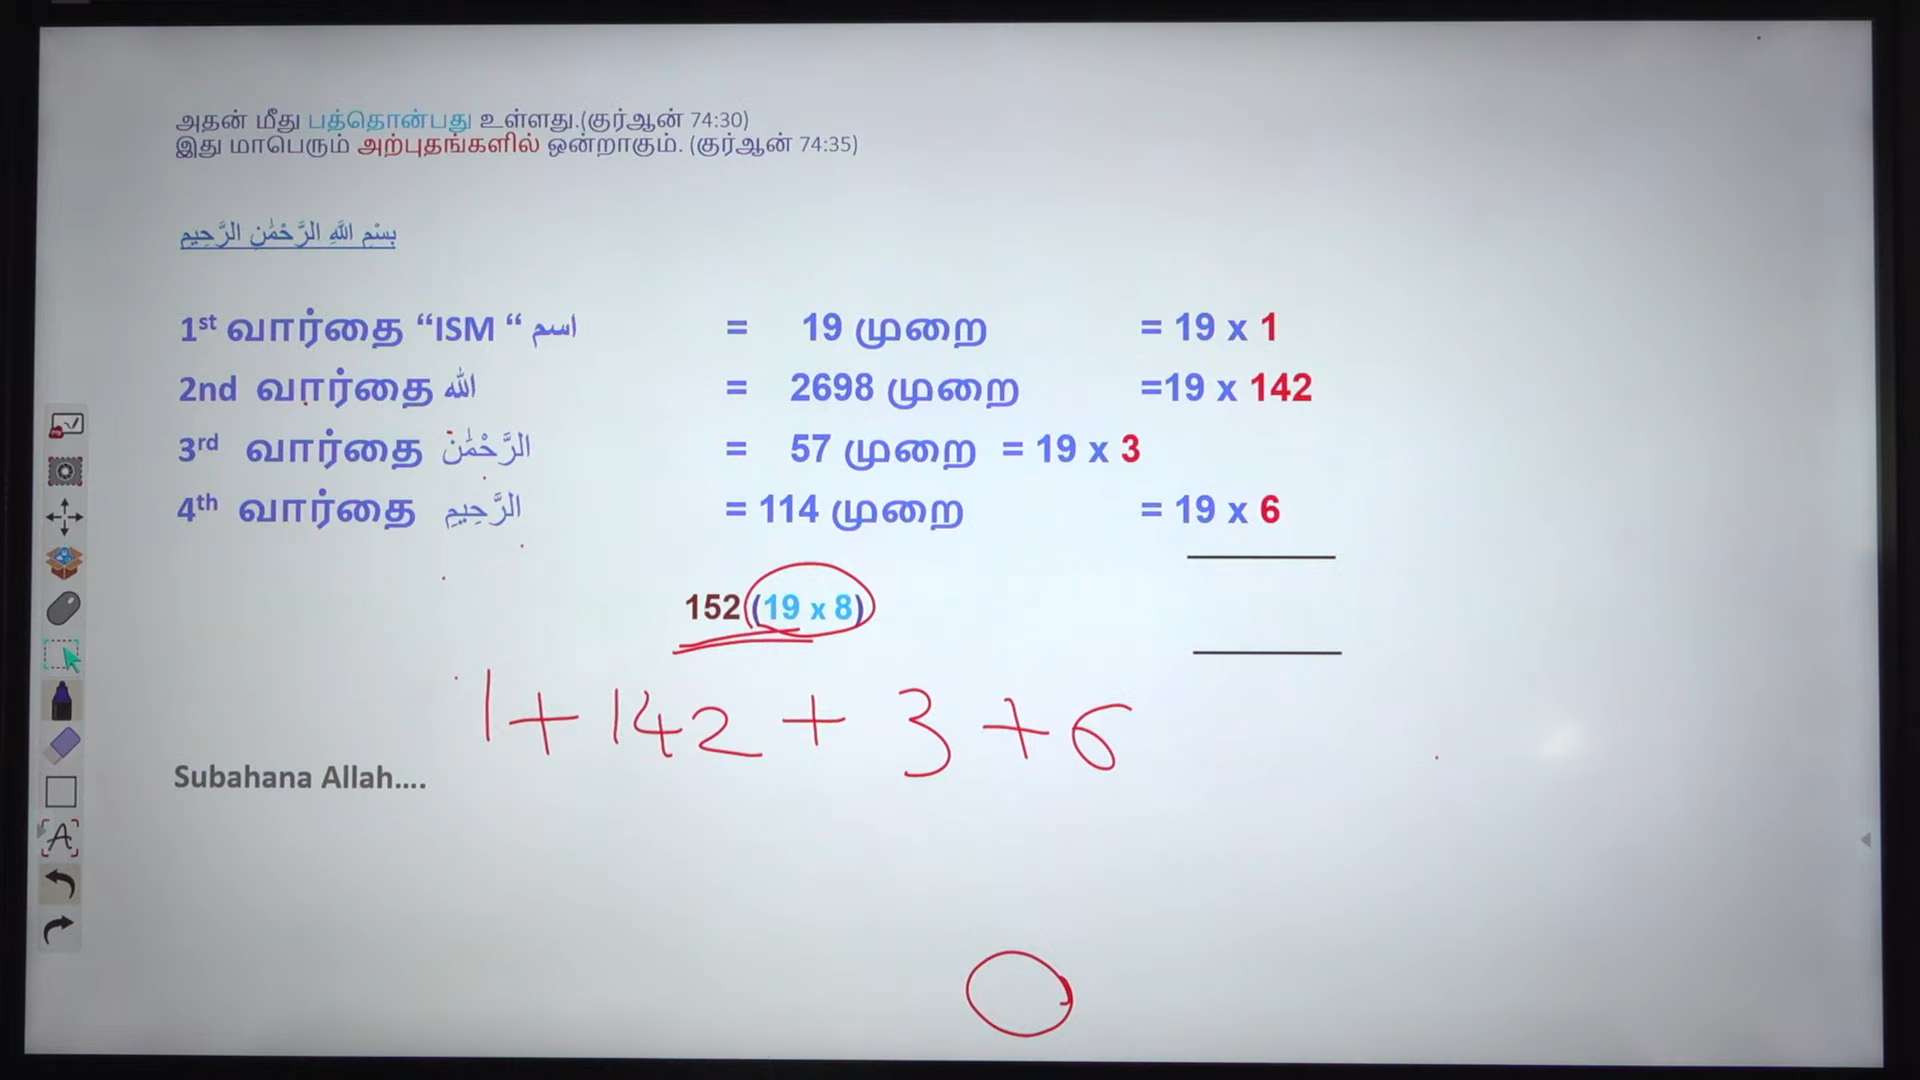 அதன் மீது பத்தொன்பது உள்ளது.(குர்ஆன் 74:30)
இது மாபெரும் அற்புதங்களில் ஒன்றாகும். (குர்ஆன் 74:35)
بِسْمِ اللَّهِ الرَّحْمَٰنِ الرَّحِيمِ
1st வார்தை “ISM “ اسم = 19 முறை = 19 x 1
2nd வார்தை الله = 2698 முறை =19 x 142
3rd வார்தை الرَّحْمَٰنْ = 57 முறை = 19 x 3
4th வார்தை الرَّحِيمِ = 114 முறை = 19 x 6
152 (19 x 8)
1+142+3+6
Subahana Allah....